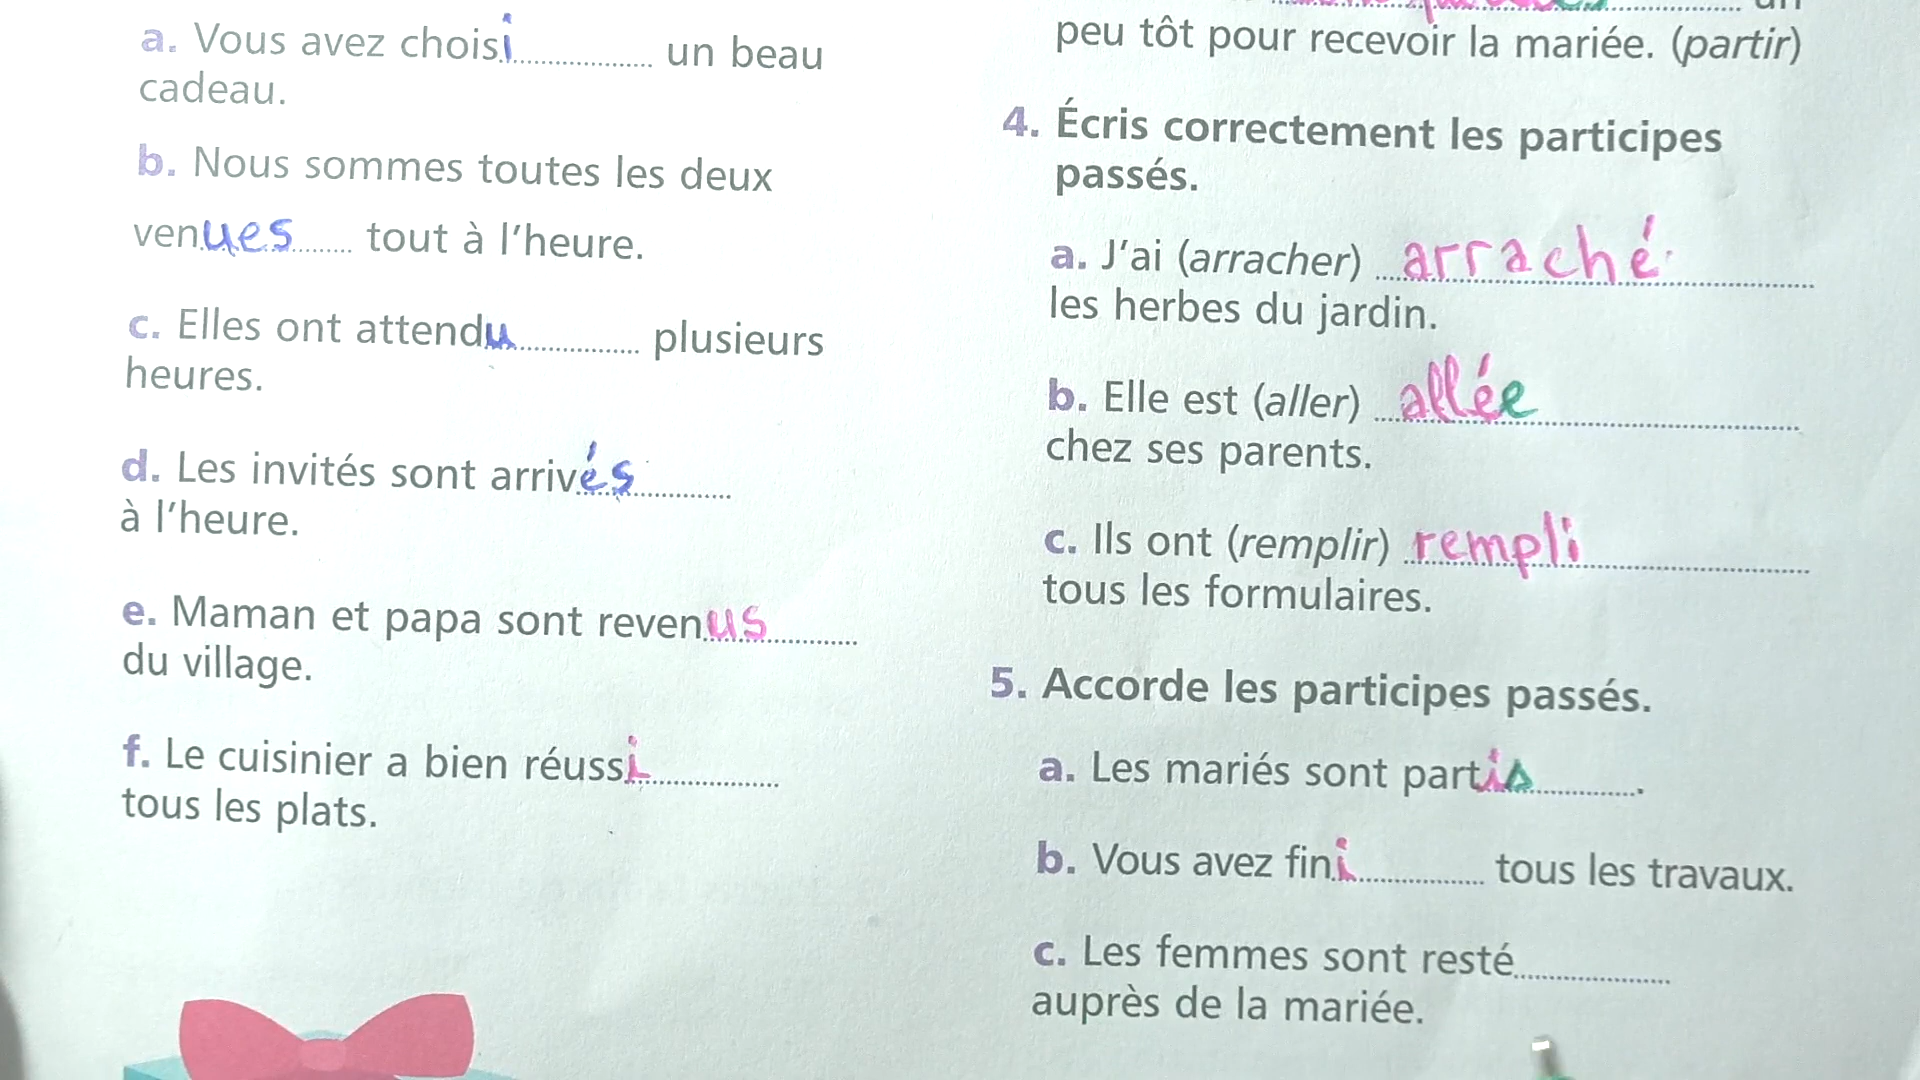 a. Vous avez choisi un beau
cadeau.
b. Nous sommes toutes les deux
venues tout à l'heure.
c. Elles ont attendu plusieurs
heures.
d. Les invités sont arrivés
à l'heure.
e. Maman et papa sont revenus
du village.
f. Le cuisinier a bien réussi
tous les plats.
peu tôt pour recevoir la mariée. (partir)
4. Écris correctement les participes
passés.
a. J'ai (arracher) arraché
les herbes du jardin.
b. Elle est (aller) allée
chez ses parents.
c. Ils ont (remplir) rempli
tous les formulaires.
5. Accorde les participes passés.
a. Les mariés sont partis.
b. Vous avez fini tous les travaux.
c. Les femmes sont resté
auprès de la mariée.